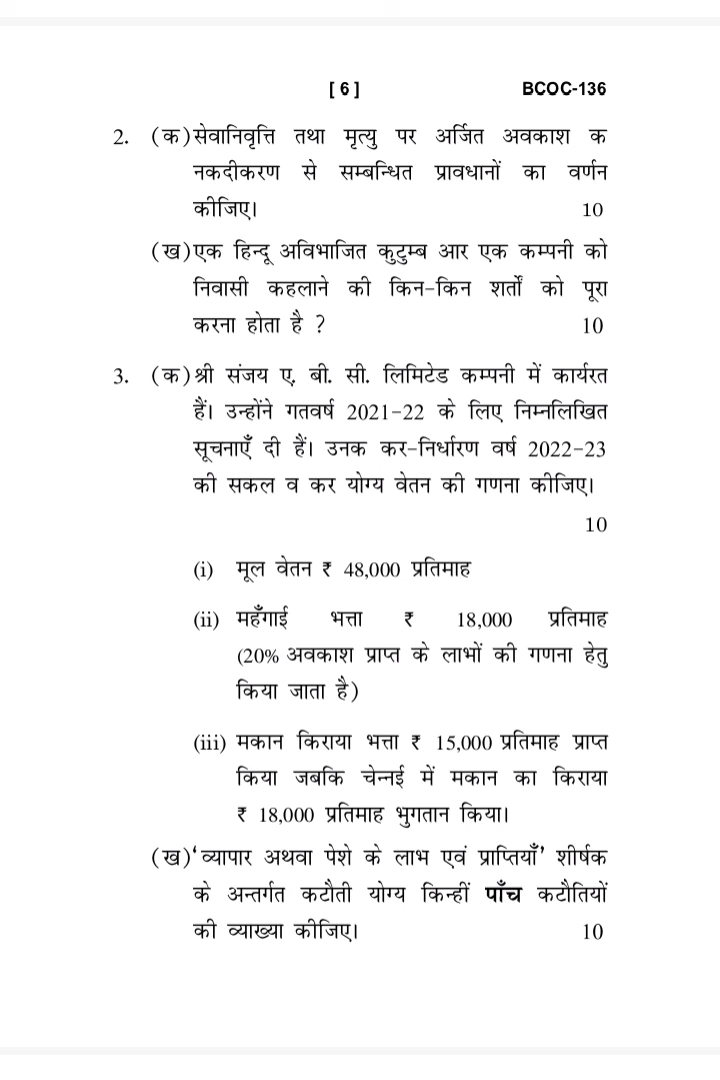 [ 6 ] BCOC-136
2. (क) सेवानिवृत्ति तथा मृत्यु पर अर्जित अवकाश क
नकदीकरण से सम्बन्धित प्रावधानों का वर्णन
कीजिए। 10
(ख) एक हिन्दू अविभाजित कुटुम्ब आर एक कम्पनी को
निवासी कहलाने की किन-किन शर्तों को पूरा
करना होता है ? 10
3. (क) श्री संजय ए. बी. सी. लिमिटेड कम्पनी में कार्यरत
हैं। उन्होंने गतवर्ष 2021-22 के लिए निम्नलिखित
सूचनाएँ दी हैं। उनक कर-निर्धारण वर्ष 2022-23
की सकल व कर योग्य वेतन की गणना कीजिए।
10
(i) मूल वेतन ₹ 48,000 प्रतिमाह
(ii) महँगाई भत्ता ₹ 18,000 प्रतिमाह
(20% अवकाश प्राप्त के लाभों की गणना हेतु
किया जाता है)
(iii) मकान किराया भत्ता ₹ 15,000 प्रतिमाह प्राप्त
किया जबकि चेन्नई में मकान का किराया
₹ 18,000 प्रतिमाह भुगतान किया।
(ख) ‘व्यापार अथवा पेशे के लाभ एवं प्राप्तियाँ’ शीर्षक
के अन्तर्गत कटौती योग्य किन्हीं पाँच कटौतियों
की व्याख्या कीजिए। 10